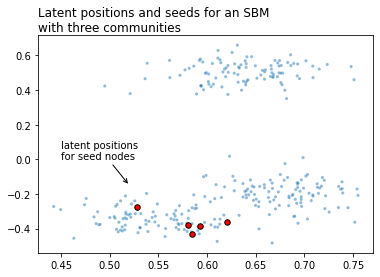 Latent positions and seeds for an SBM
with three communities
0.6
0.4
0.2
0.0
−0.2
−0.4
latent positions
for seed nodes
0.45 0.50 0.55 0.60 0.65 0.70 0.75